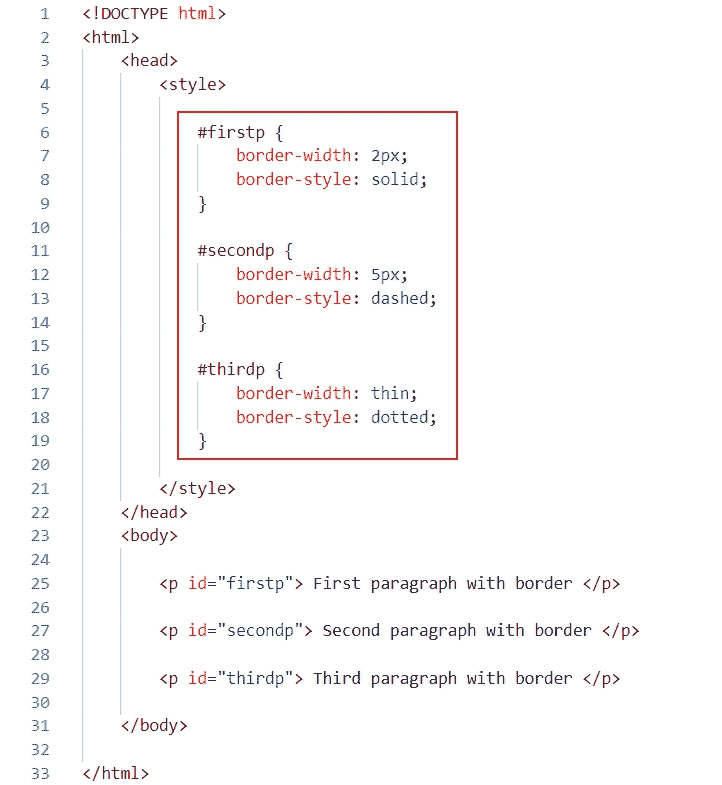 1 <!DOCTYPE html>
2 <html>
3 <head>
4 <style>
5
6 #firstp {
7 border-width: 2px;
8 border-style: solid;
9 }
10
11 #secondp {
12 border-width: 5px;
13 border-style: dashed;
14 }
15
16 #thirdp {
17 border-width: thin;
18 border-style: dotted;
19 }
20
21 </style>
22 </head>
23 <body>
24
25 <p id="firstp"> First paragraph with border </p>
26
27 <p id="secondp"> Second paragraph with border </p>
28
29 <p id="thirdp"> Third paragraph with border </p>
30
31 </body>
32
33 </html>